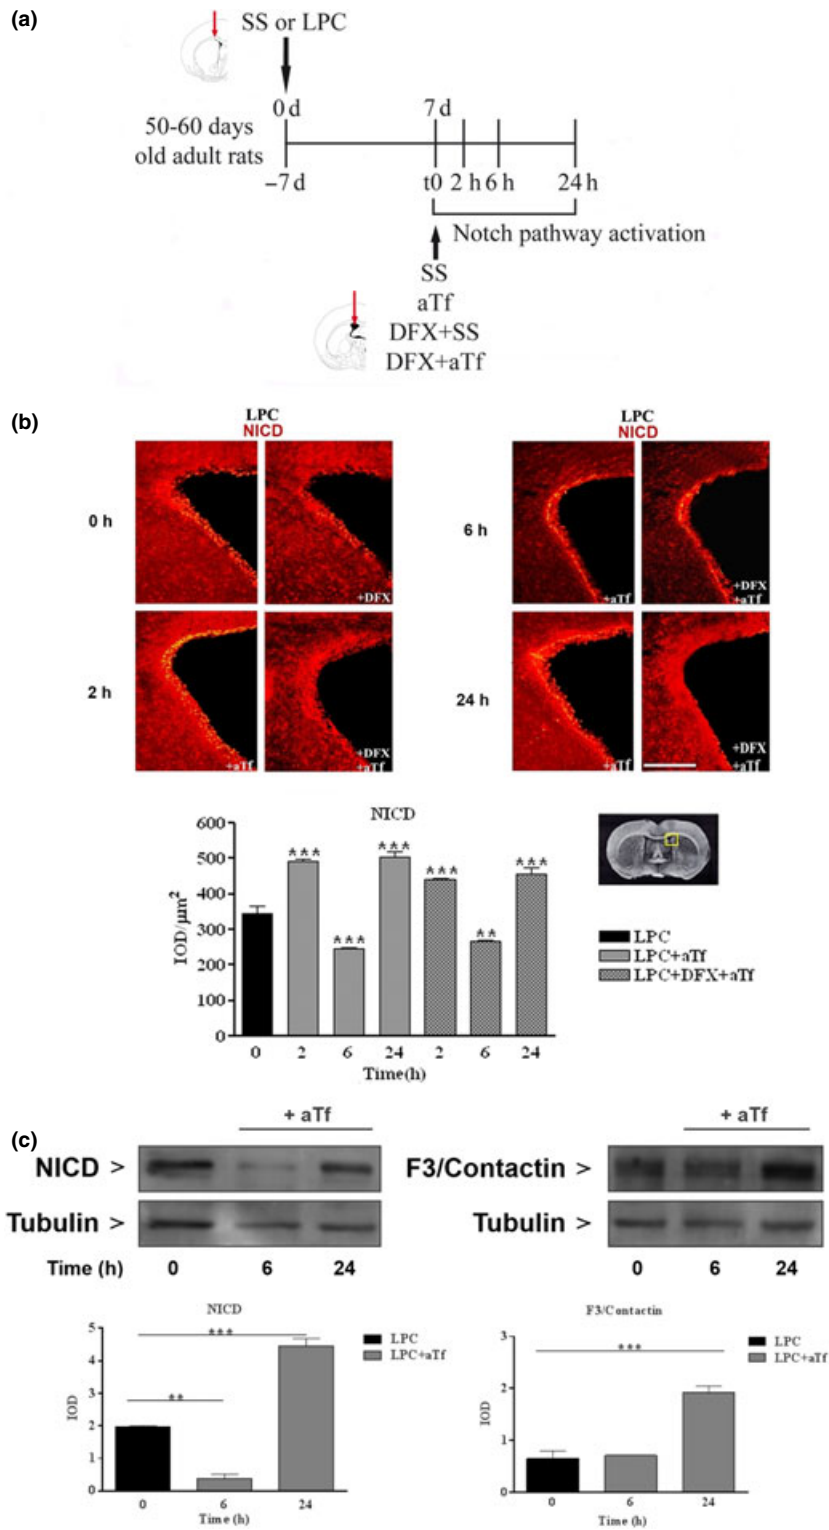 (a)
SS or LPC
0 d
7 d
50-60 days
old adult rats
–7 d
t0
2 h
6 h
24 h
Notch pathway activation
SS
aTf
DFX+SS
DFX+aTf
(b)
LPC
NICD
LPC
NICD
0 h
+DFX
6 h
+aTf
+DFX
+aTf
2 h
+aTf
+DFX
+aTf
24 h
+aTf
+DFX
+aTf
NICD
600
500
400
300
200
100
0
IOD/µm²
***
***
***
***
**
***
0
2
6
24
2
6
24
Time(h)
LPC
LPC+aTf
LPC+DFX+aTf
(c)
+ aTf
NICD >
Tubulin >
Time (h)
0
6
24
+ aTf
F3/Contactin >
Tubulin >
0
6
24
NICD
5
4
3
2
1
0
IOD
***
**
0
6
24
Time (h)
LPC
LPC+aTf
F3/Contactin
3
2
1
0
IOD
***
0
6
24
Time (h)
LPC
LPC+aTf